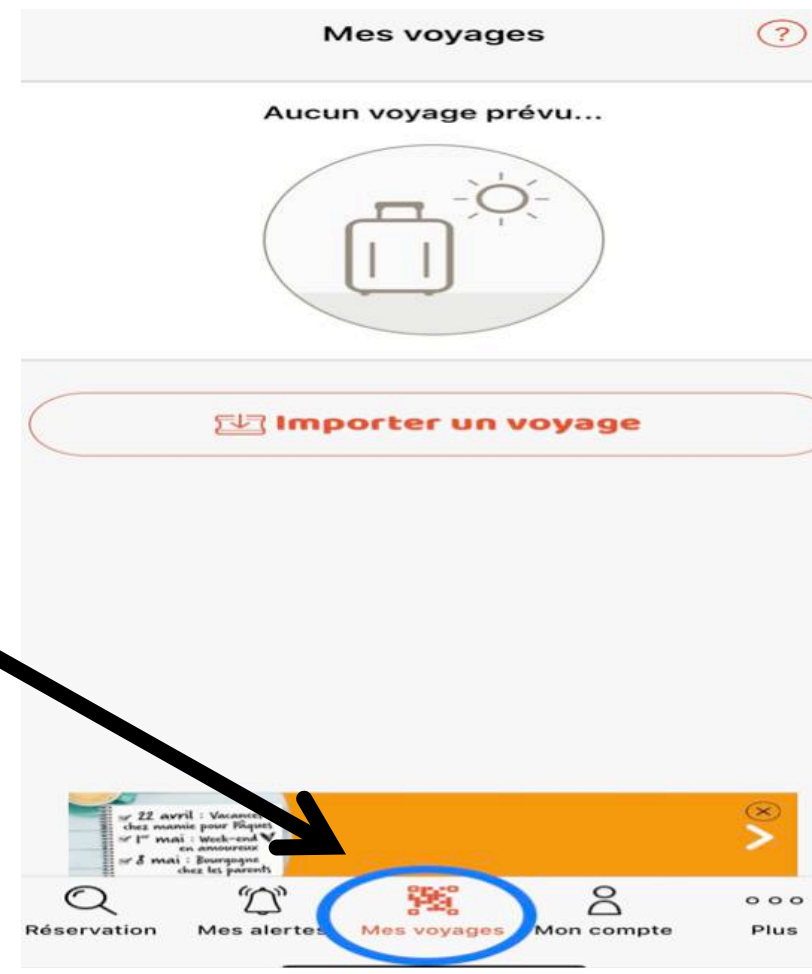 Mes voyages
?
Aucun voyage prévu...
Importer un voyage
22 avril : Vacances
chez mamie pour Pâques
1er mai : Week-end
en amoureux
8 mai : Bourgogne
chez les parents
Réservation
Mes alertes
Mes voyages
Mon compte
Plus